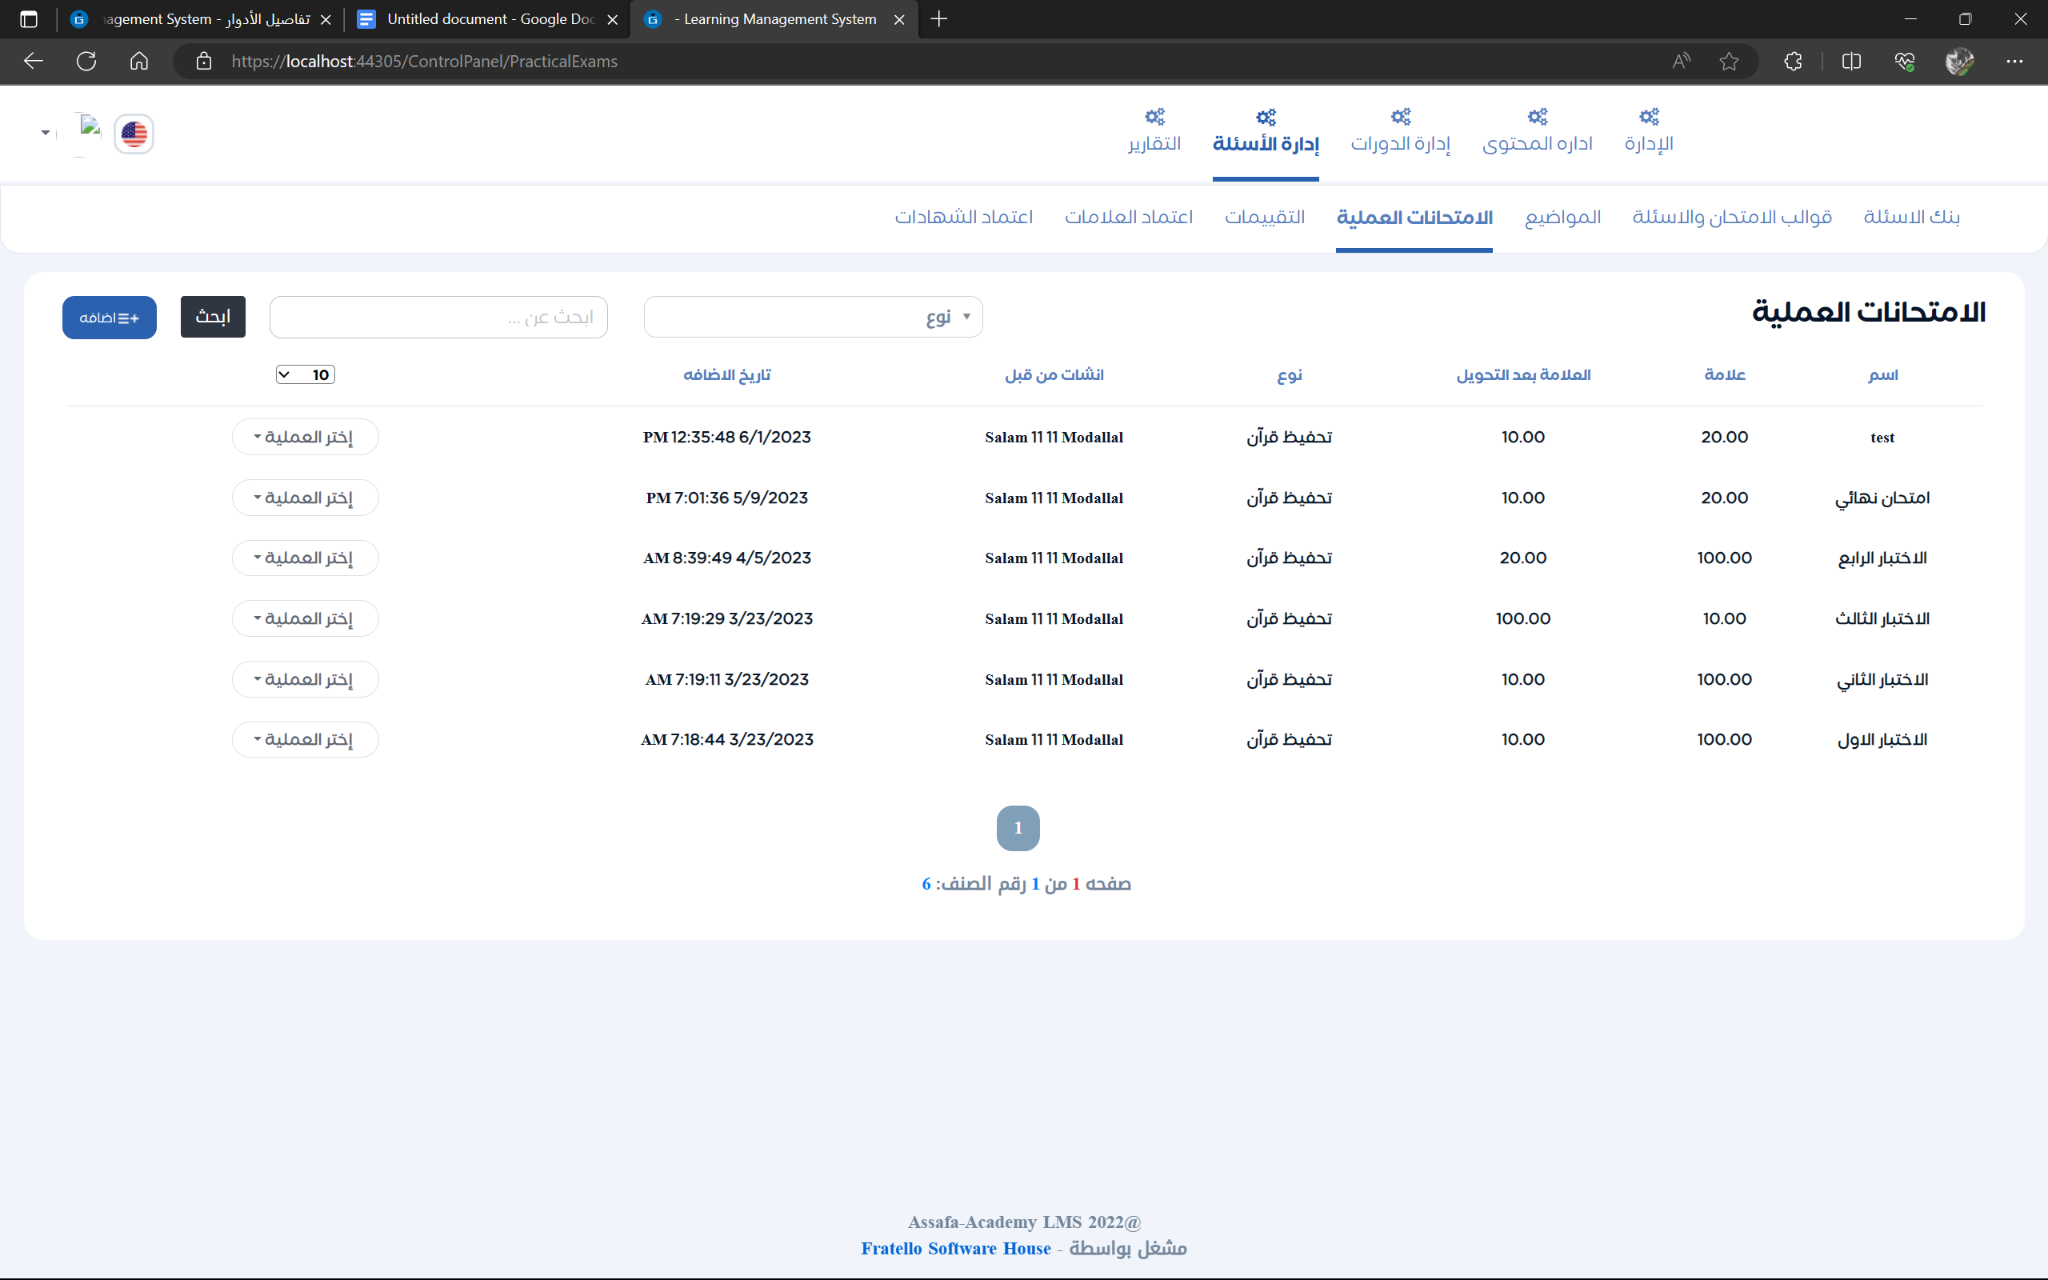 agement System - تفاصيل الأدوار
Untitled document - Google Doc
- Learning Management System
https://localhost:44305/ControlPanel/PracticalExams
الإدارة
اداره المحتوى
إدارة الدورات
إدارة الأسئلة
التقارير
بنك الاسئلة
قوالب الامتحان والاسئلة
المواضيع
الامتحانات العملية
التقييمات
اعتماد العلامات
اعتماد الشهادات
الامتحانات العملية
نوع
ابحث عن ...
ابحث
اضافه
اسم علامة العلامة بعد التحويل نوع انشات من قبل تاريخ الاضافه 10
test 20.00 10.00 تحفيظ قرآن Salam 11 11 Modallal PM 12:35:48 6/1/2023 إختر العملية
امتحان نهائي 20.00 10.00 تحفيظ قرآن Salam 11 11 Modallal PM 7:01:36 5/9/2023 إختر العملية
الاختبار الرابع 100.00 20.00 تحفيظ قرآن Salam 11 11 Modallal AM 8:39:49 4/5/2023 إختر العملية
الاختبار الثالث 10.00 100.00 تحفيظ قرآن Salam 11 11 Modallal AM 7:19:29 3/23/2023 إختر العملية
الاختبار الثاني 100.00 10.00 تحفيظ قرآن Salam 11 11 Modallal AM 7:19:11 3/23/2023 إختر العملية
الاختبار الاول 100.00 10.00 تحفيظ قرآن Salam 11 11 Modallal AM 7:18:44 3/23/2023 إختر العملية
1
صفحه 1 من 1 رقم الصنف: 6
Assafa-Academy LMS 2022@
مشغل بواسطة - Fratello Software House